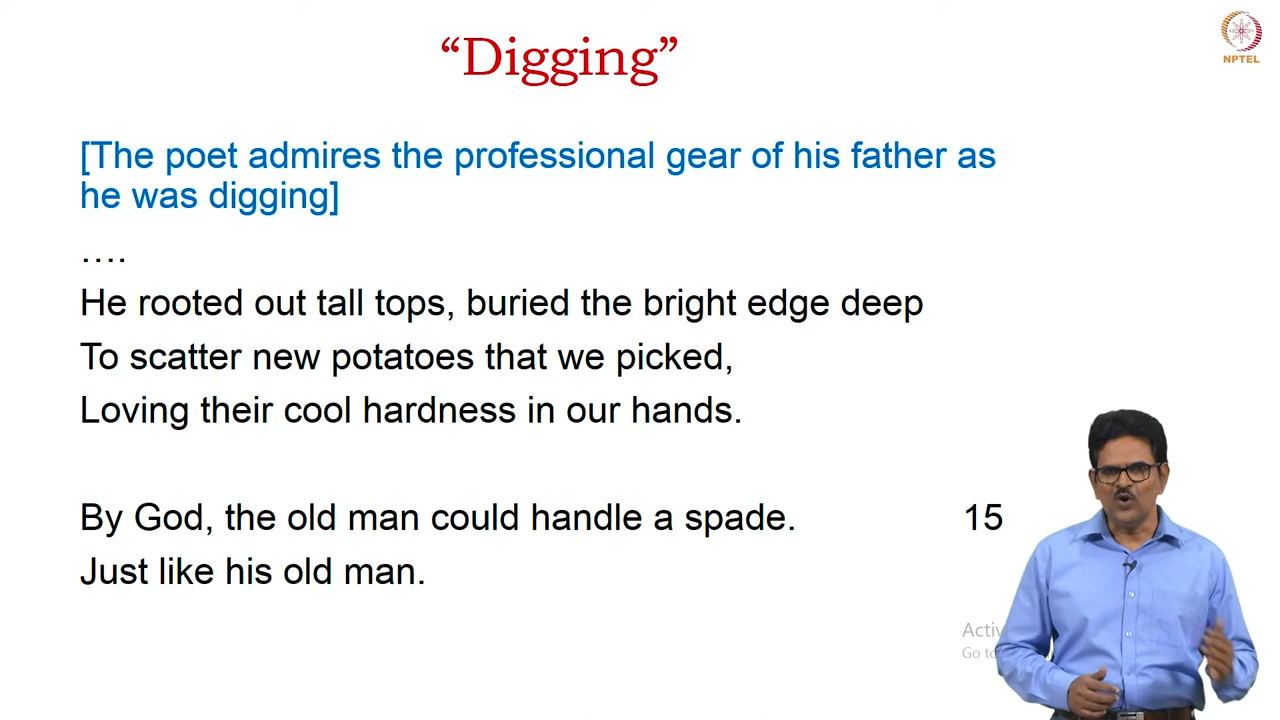 “Digging”
NPTEL
[The poet admires the professional gear of his father as
he was digging]
….
He rooted out tall tops, buried the bright edge deep
To scatter new potatoes that we picked,
Loving their cool hardness in our hands.
By God, the old man could handle a spade. 15
Just like his old man.
Go to